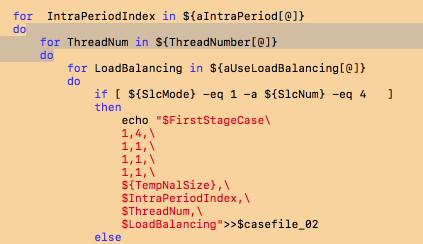 for  IntraPeriodIndex in ${aIntraPeriod[@]}
do
for ThreadNum in ${ThreadNumber[@]}
do
for LoadBalancing in ${aUseLoadBalancing[@]}
do
if [ ${SlcMode} -eq 1 -a ${SlcNum} -eq 4   ]
then
echo "$FirstStageCase\
1,4,\
1,1,\
1,1,\
1,1,\
${TempNalSize},\
$IntraPeriodIndex,\
$ThreadNum,\
$LoadBalancing">>$casefile_02
else